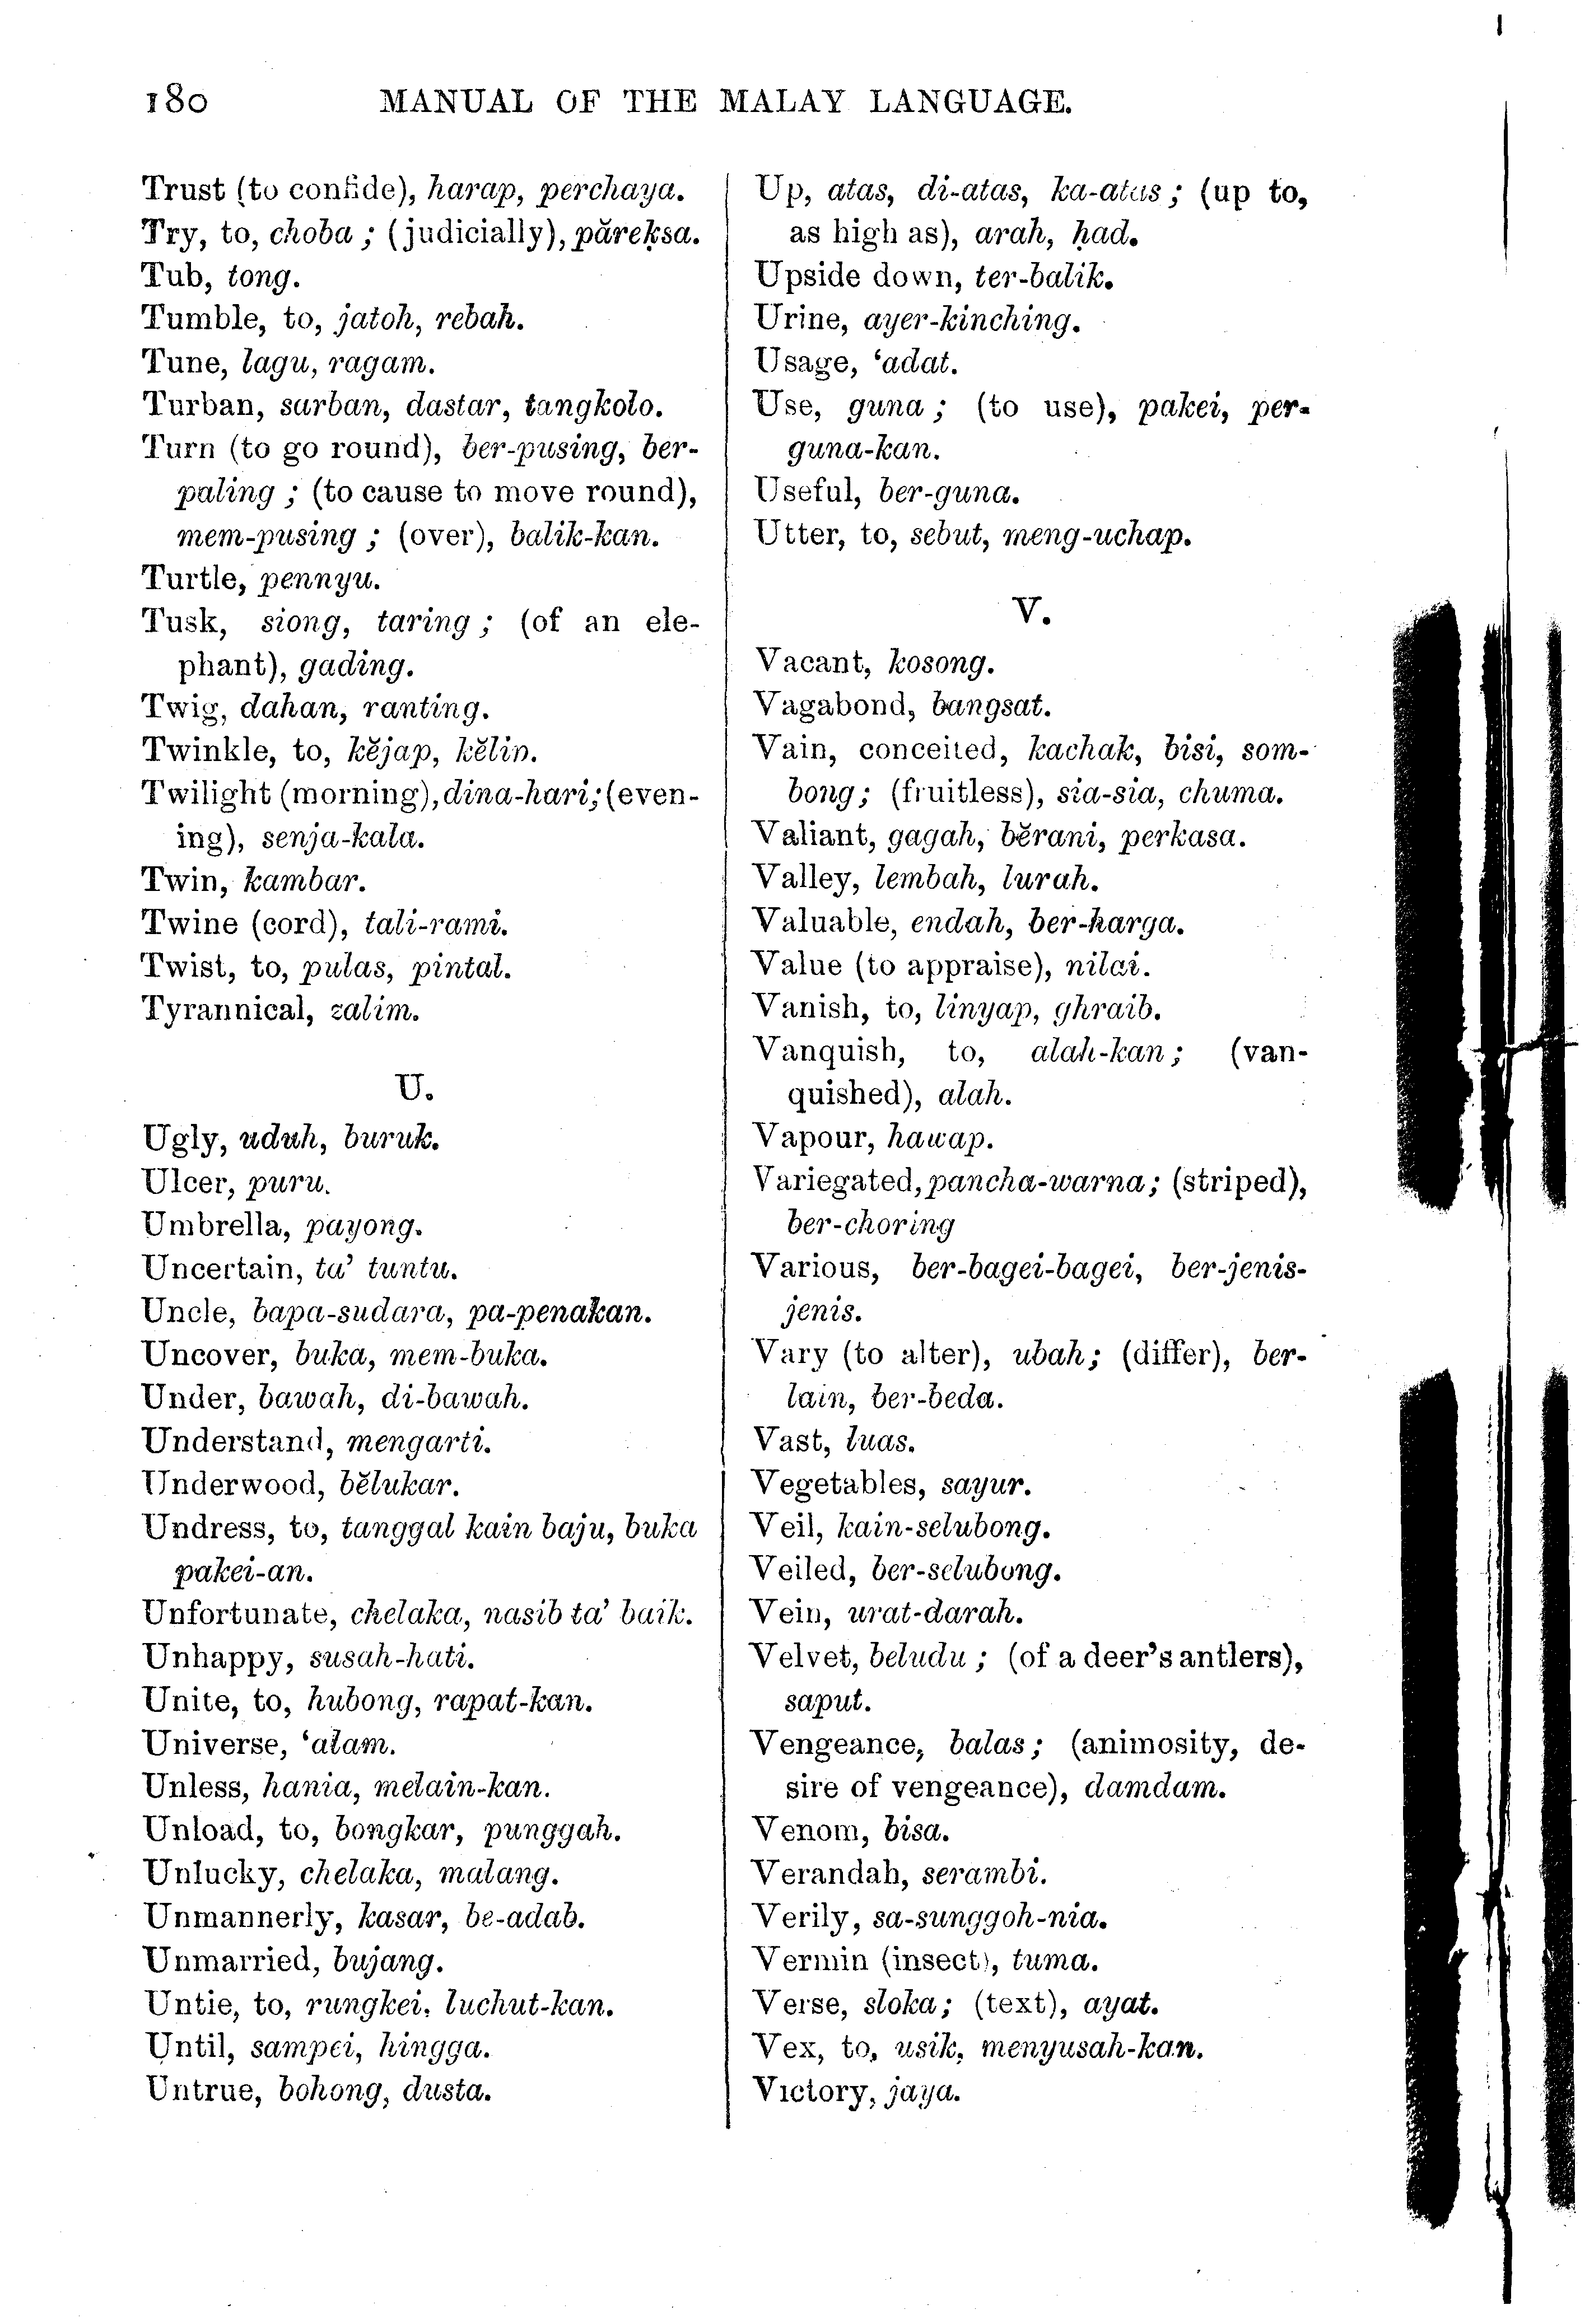 180 MANUAL OF THE MALAY LANGUAGE.
Trust (to confide), harap, perchaya.
Try, to, choba ; (judicially), păreḳsa.
Tub, tong.
Tumble, to, jatoh, rebah.
Tune, lagu, ragam.
Turban, sarban, dastar, tangkolo.
Turn (to go round), ber-pusing, ber-
paling ; (to cause to move round),
mem-pusing ; (over), balik-kan.
Turtle, pennyu.
Tusk, siong, taring ; (of an ele-
phant), gading.
Twig, dahan, ranting.
Twinkle, to, kĕjap, kĕlip.
Twilight (morning), dina-hari; (even-
ing), senja-kala.
Twin, kambar.
Twine (cord), tali-rami.
Twist, to, pulas, pintal.
Tyrannical, zalim.
U.
Ugly, uduh, buruk.
Ulcer, puru.
Umbrella, payong.
Uncertain, ta’ tuntu.
Uncle, bapa-sudara, pa-penakan.
Uncover, buka, mem-buka.
Under, bawah, di-bawah.
Understand, mengarti.
Underwood, bĕlukar.
Undress, to, tanggal kain baju, buka
pakei-an.
Unfortunate, chelaka, nasib ta’ baik.
Unhappy, susah-hati.
Unite, to, hubong, rapat-kan.
Universe, ‘alam.
Unless, hania, melain-kan.
Unload, to, bongkar, punggah.
Unlucky, chelaka, malang.
Unmannerly, kasar, be-adab.
Unmarried, bujang.
Untie, to, rungkei, luchut-kan.
Until, sampei, hingga.
Untrue, bohong, dusta.
Up, atas, di-atas, ka-atas ; (up to,
as high as), arah, ḥad.
Upside down, ter-balik.
Urine, ayer-kinching.
Usage, ‘adat.
Use, guna ; (to use), pakei, per-
guna-kan.
Useful, ber-guna.
Utter, to, sebut, meng-uchap.
V.
Vacant, kosong.
Vagabond, bangsat.
Vain, conceited, kachak, bisi, som-
bong; (fruitless), sia-sia, chuma.
Valiant, gagah, bĕrani, perkasa.
Valley, lembah, lurah.
Valuable, endah, ber-harga.
Value (to appraise), nilai.
Vanish, to, linyap, ghraib.
Vanquish, to, alah-kan ; (van-
quished), alah.
Vapour, hawap.
Variegated, pancha-warna; (striped),
ber-choring
Various, ber-bagei-bagei, ber-jenis-
jenis.
Vary (to alter), ubah; (differ), ber-
lain, ber-beda.
Vast, luas.
Vegetables, sayur.
Veil, kain-selubong.
Veiled, ber-selubong.
Vein, urat-darah.
Velvet, beludu ; (of a deer’s antlers),
saput.
Vengeance, balas ; (animosity, de-
sire of vengeance), damdam.
Venom, bisa.
Verandah, serambi.
Verily, sa-sunggoh-nia.
Vermin (insect), tuma.
Verse, sloka; (text), ayat.
Vex, to, usik, menyusah-kan.
Victory, jaya.